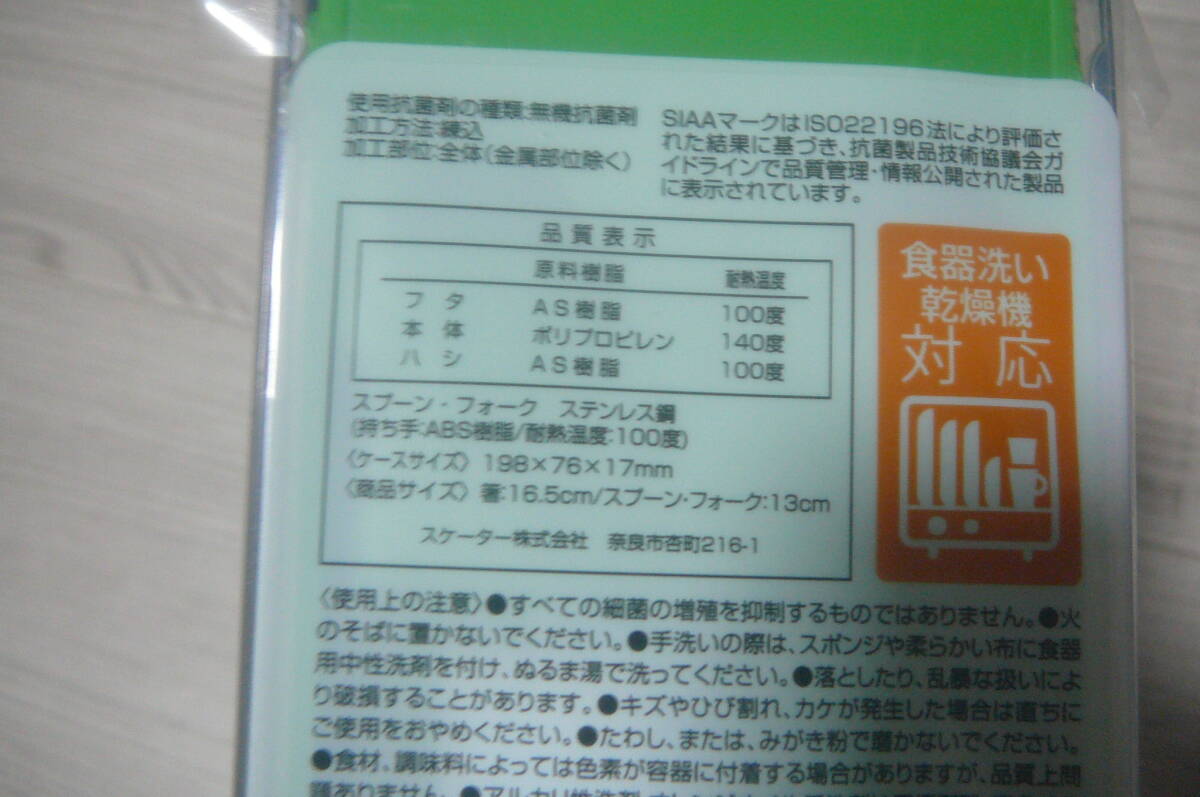 使用抗菌剤の種類:無機抗菌剤
加工方法:練込
加工部位:全体(金属部位除く)
SIAAマークはISO22196法により評価さ
れた結果に基づき、抗菌製品技術協議会ガ
イドラインで品質管理・情報公開された製品
に表示されています。
品質表示
原料樹脂 耐熱温度
フタ AS樹脂 100度
本体 ポリプロピレン 140度
ハシ AS樹脂 100度
スプーン・フォーク ステンレス鋼
(持ち手:ABS樹脂/耐熱温度:100度)
〈ケースサイズ〉198×76×17mm
〈商品サイズ〉箸:16.5cm/スプーン・フォーク:13cm
スケーター株式会社 奈良市杏町216-1
食器洗い
乾燥機
対応
〈使用上の注意〉●すべての細菌の増殖を抑制するものではありません。●火
のそばに置かないでください。●手洗いの際は、スポンジや柔らかい布に食器
用中性洗剤を付け、ぬるま湯で洗ってください。●落としたり、乱暴な扱いによ
り破損することがあります。●キズやひび割れ、カケが発生した場合は直ちに
ご使用をおやめください。●たわし、または、みがき粉で磨かないでください。
●食材、調味料によっては色素が容器に付着する場合がありますが、品質上問
題ありません。●アルカリ性洗剤